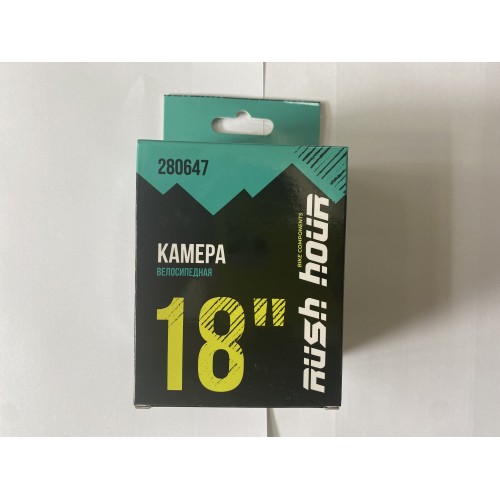 280647
КАМЕРА
ВЕЛОСИПЕДНАЯ
18"
RUSH HOUR
BIKE COMPONENTS